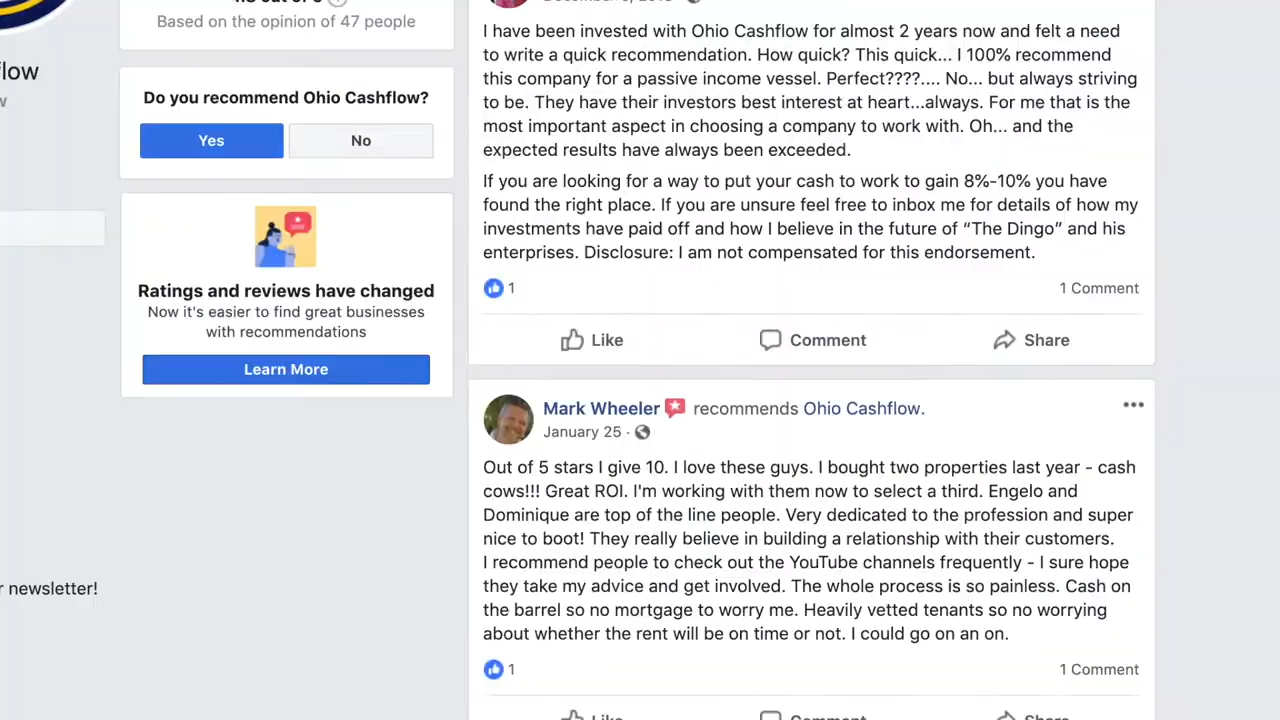 Based on the opinion of 47 people
low
w
Do you recommend Ohio Cashflow?
Yes
No
Ratings and reviews have changed
Now it's easier to find great businesses
with recommendations
Learn More
r newsletter!
I have been invested with Ohio Cashflow for almost 2 years now and felt a need
to write a quick recommendation. How quick? This quick... I 100% recommend
this company for a passive income vessel. Perfect????.... No... but always striving
to be. They have their investors best interest at heart...always. For me that is the
most important aspect in choosing a company to work with. Oh... and the
expected results have always been exceeded.
If you are looking for a way to put your cash to work to gain 8%-10% you have
found the right place. If you are unsure feel free to inbox me for details of how my
investments have paid off and how I believe in the future of “The Dingo” and his
enterprises. Disclosure: I am not compensated for this endorsement.
1
1 Comment
Like
Comment
Share
Mark Wheeler recommends Ohio Cashflow.
January 25 ·
Out of 5 stars I give 10. I love these guys. I bought two properties last year - cash
cows!!! Great ROI. I'm working with them now to select a third. Engelo and
Dominique are top of the line people. Very dedicated to the profession and super
nice to boot! They really believe in building a relationship with their customers.
I recommend people to check out the YouTube channels frequently - I sure hope
they take my advice and get involved. The whole process is so painless. Cash on
the barrel so no mortgage to worry me. Heavily vetted tenants so no worrying
about whether the rent will be on time or not. I could go on an on.
1
1 Comment
Like
Comment
Share